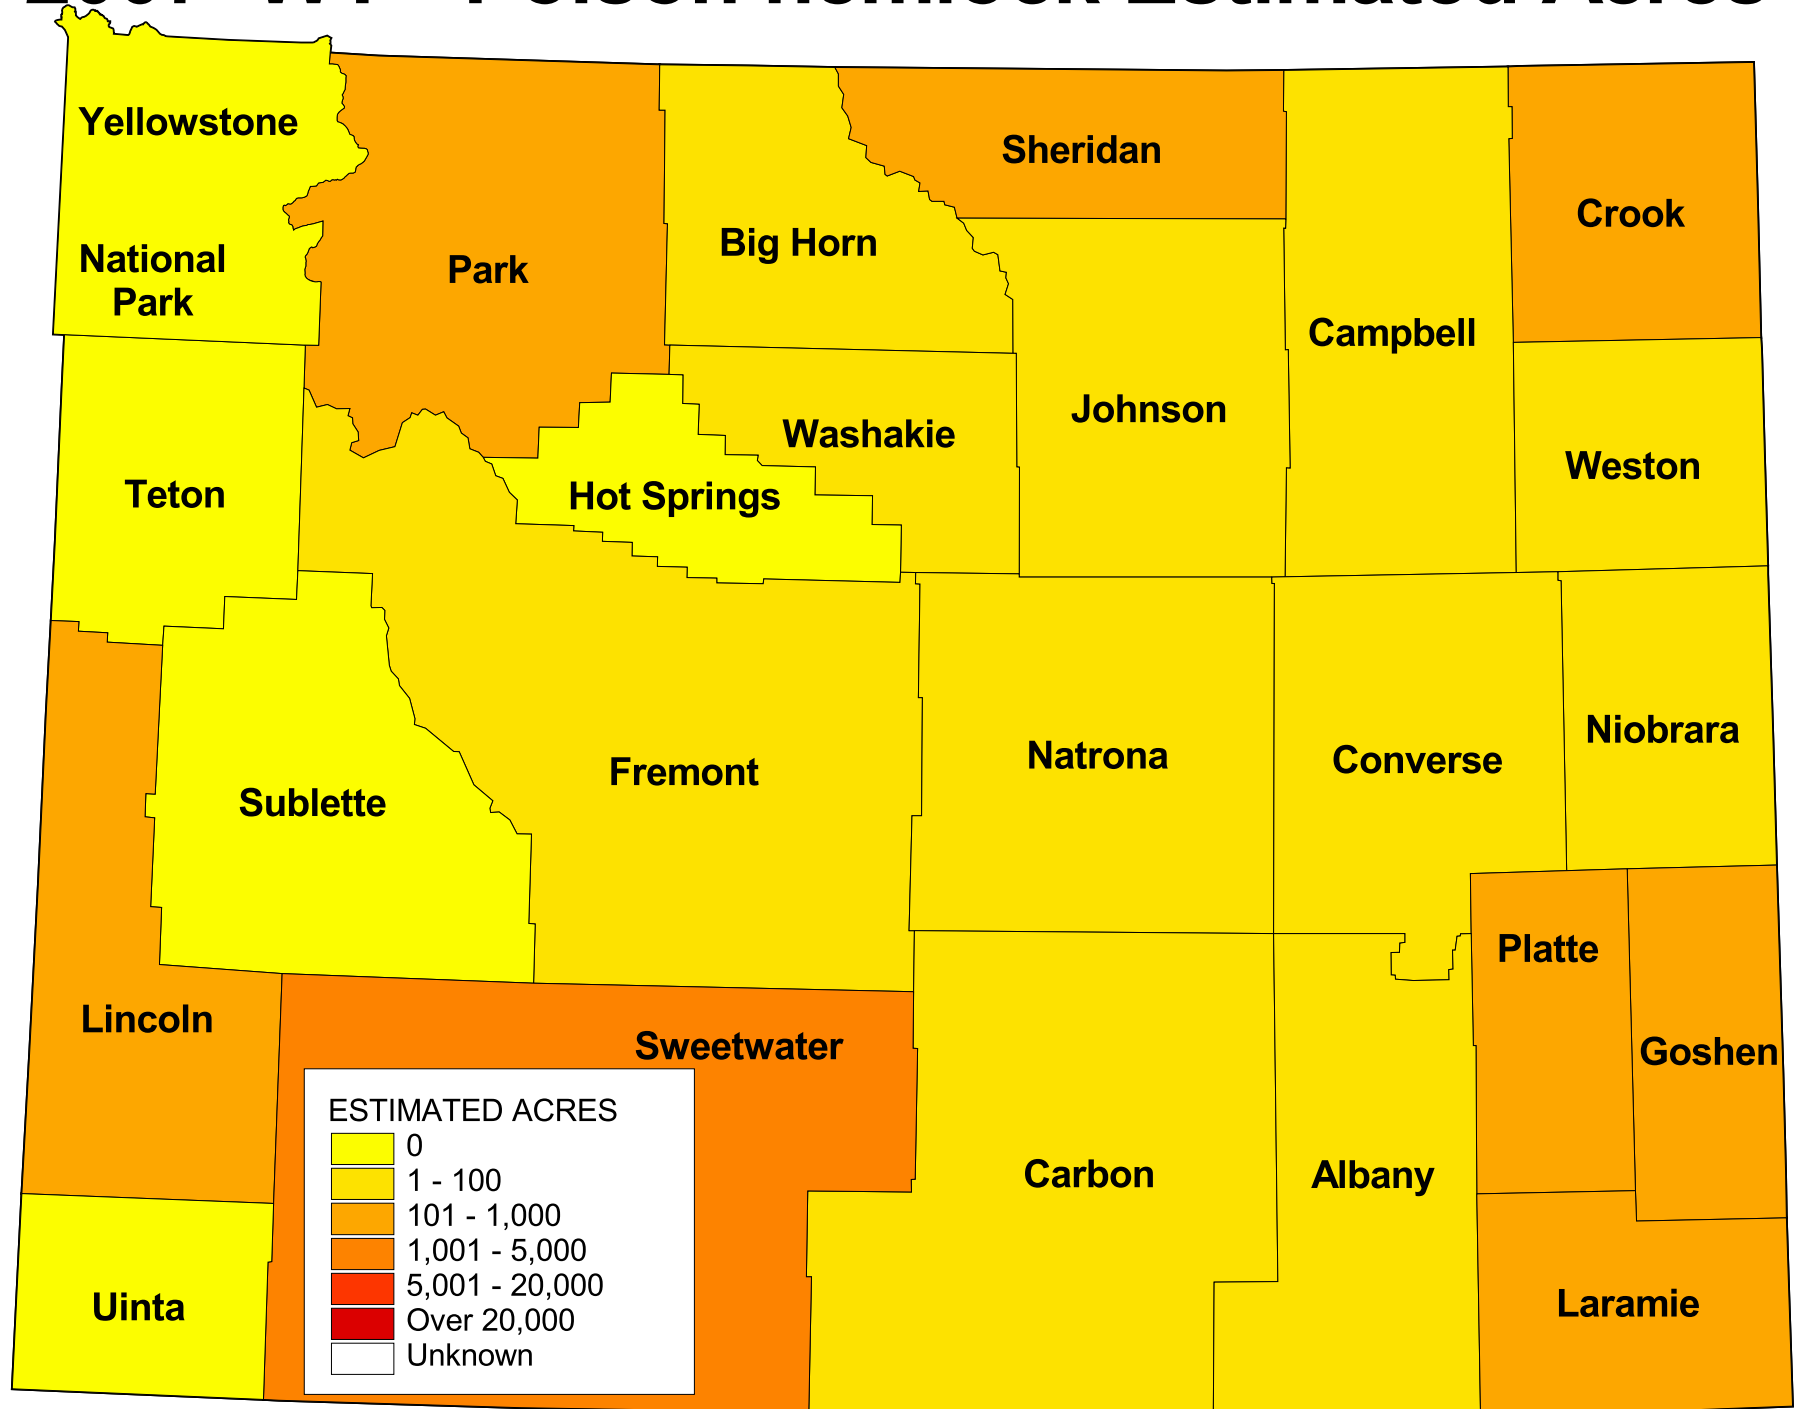 Yellowstone
National
Park
Park
Big Horn
Sheridan
Campbell
Crook
Johnson
Washakie
Weston
Hot Springs
Teton
Sublette
Fremont
Natrona
Converse
Niobrara
Platte
Lincoln
Sweetwater
Goshen
Carbon
Albany
Uinta
Laramie
ESTIMATED ACRES
0
1 - 100
101 - 1,000
1,001 - 5,000
5,001 - 20,000
Over 20,000
Unknown